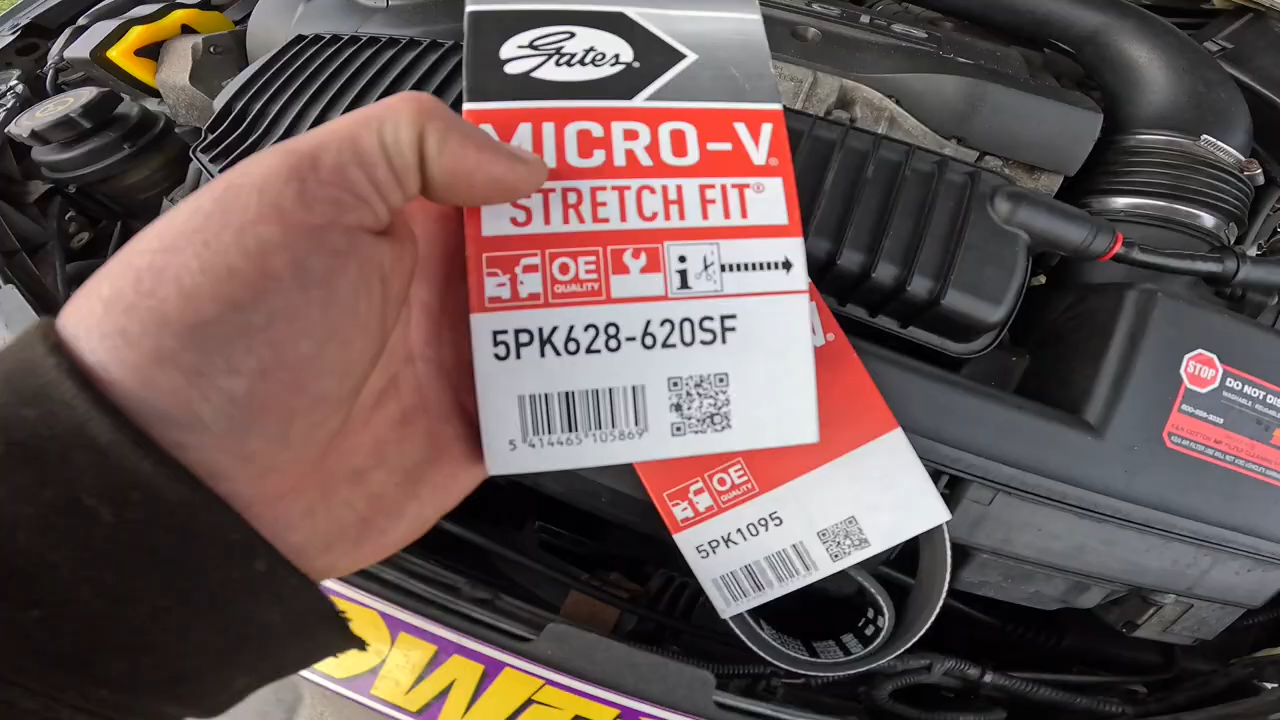 Gates.
MICRO-V®
STRETCH FIT®
OE
QUALITY
i
5PK628-620SF
5 414465 105869
OE
QUALITY
5PK1095
STOP
DO NOT DIS